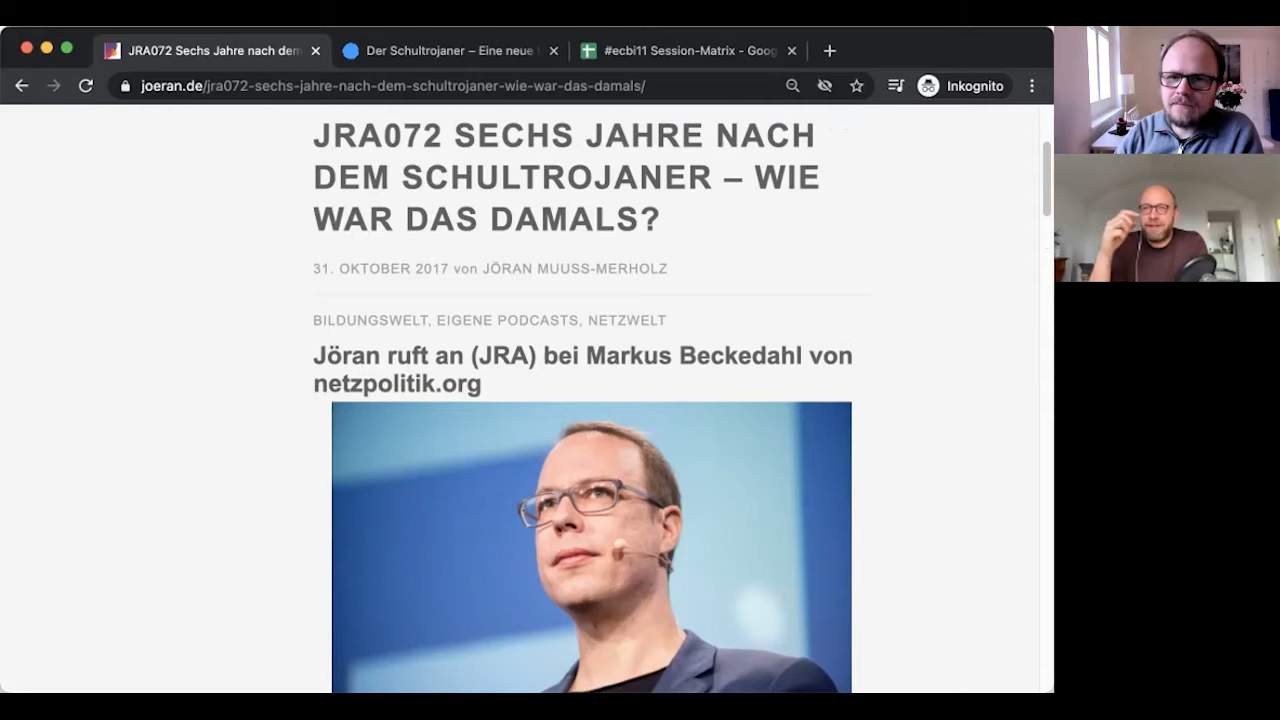 JRA072 Sechs Jahre nach dem
Der Schultrojaner – Eine neue
#ecbi11 Session-Matrix - Goog
joeran.de/jra072-sechs-jahre-nach-dem-schultrojaner-wie-war-das-damals/
Inkognito
JRA072 SECHS JAHRE NACH
DEM SCHULTROJANER – WIE
WAR DAS DAMALS?
31. OKTOBER 2017 von JÖRAN MUUSS-MERHOLZ
BILDUNGSWELT, EIGENE PODCASTS, NETZWELT
Jöran ruft an (JRA) bei Markus Beckedahl von
netzpolitik.org